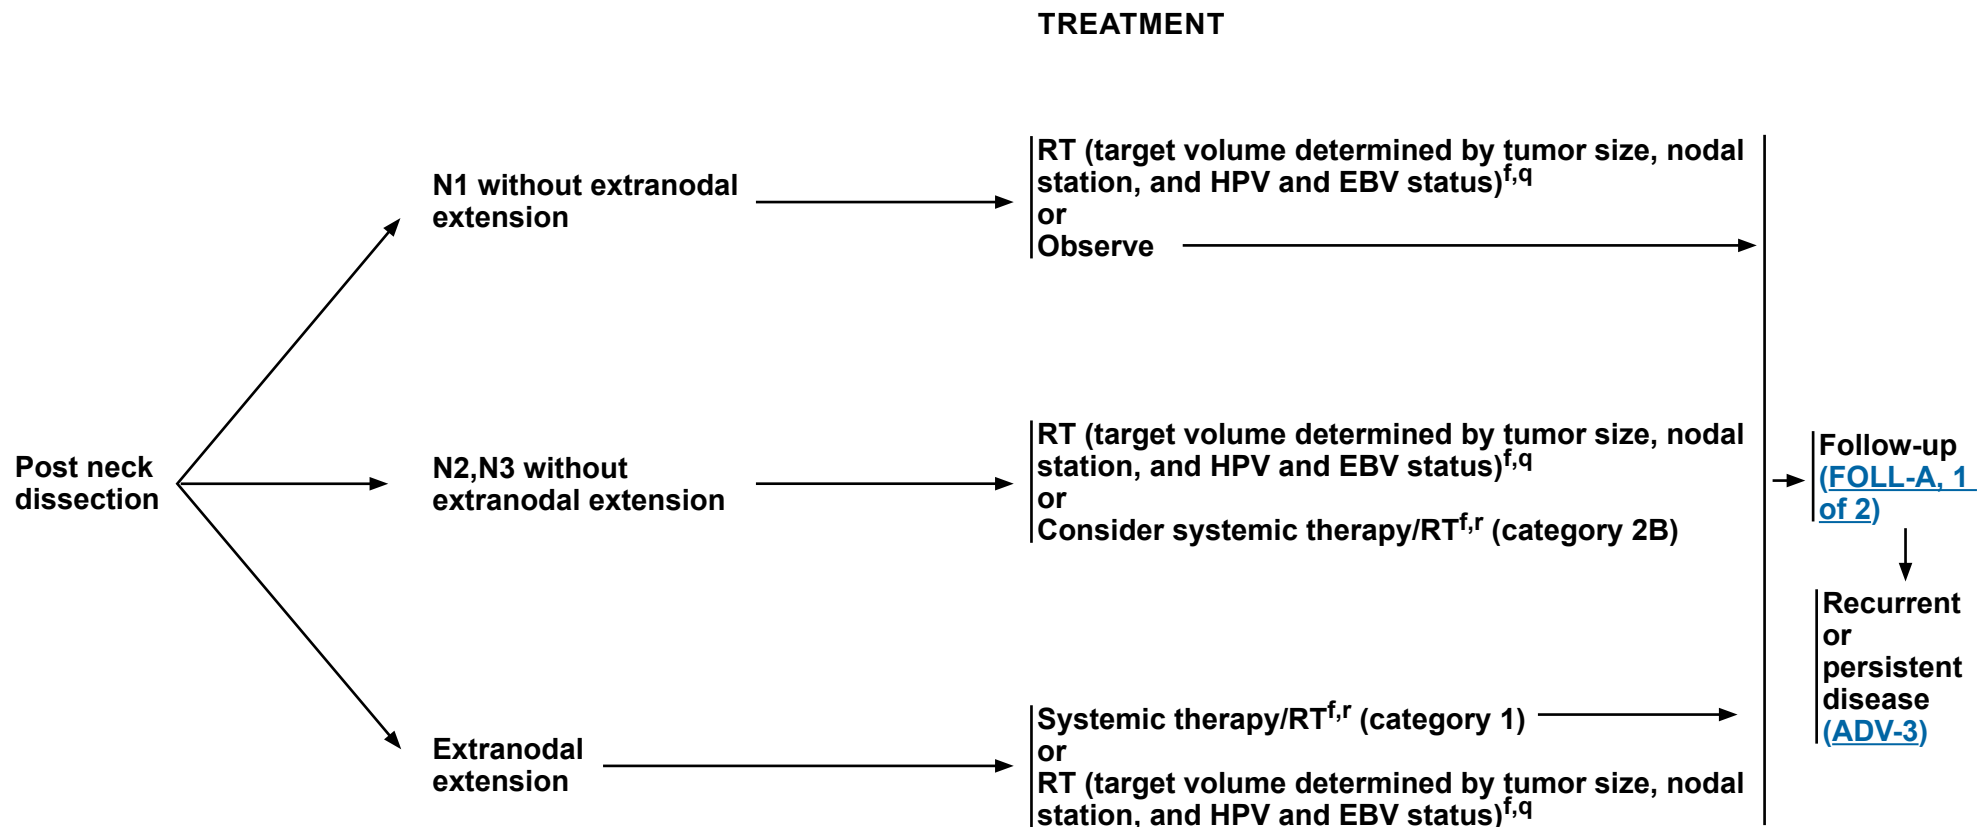 TREATMENT
Post neck
dissection
N1 without extranodal
extension
RT (target volume determined by tumor size, nodal
station, and HPV and EBV status)f,q
or
Observe
N2,N3 without
extranodal extension
RT (target volume determined by tumor size, nodal
station, and HPV and EBV status)f,q
or
Consider systemic therapy/RTf,r (category 2B)
Extranodal
extension
Systemic therapy/RTf,r (category 1)
or
RT (target volume determined by tumor size, nodal
station, and HPV and EBV status)f,q
Follow-up
(FOLL-A, 1
of 2)
Recurrent
or
persistent
disease
(ADV-3)